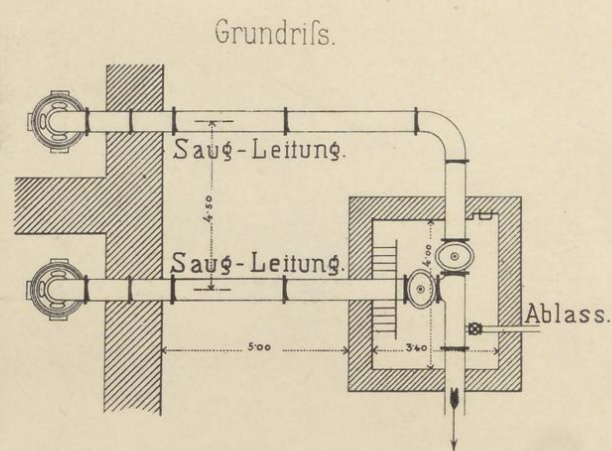 Grundriſs.
Saug-Leitung.
4·50
Saug-Leitung.
4·00
Ablass.
5·00
3·40